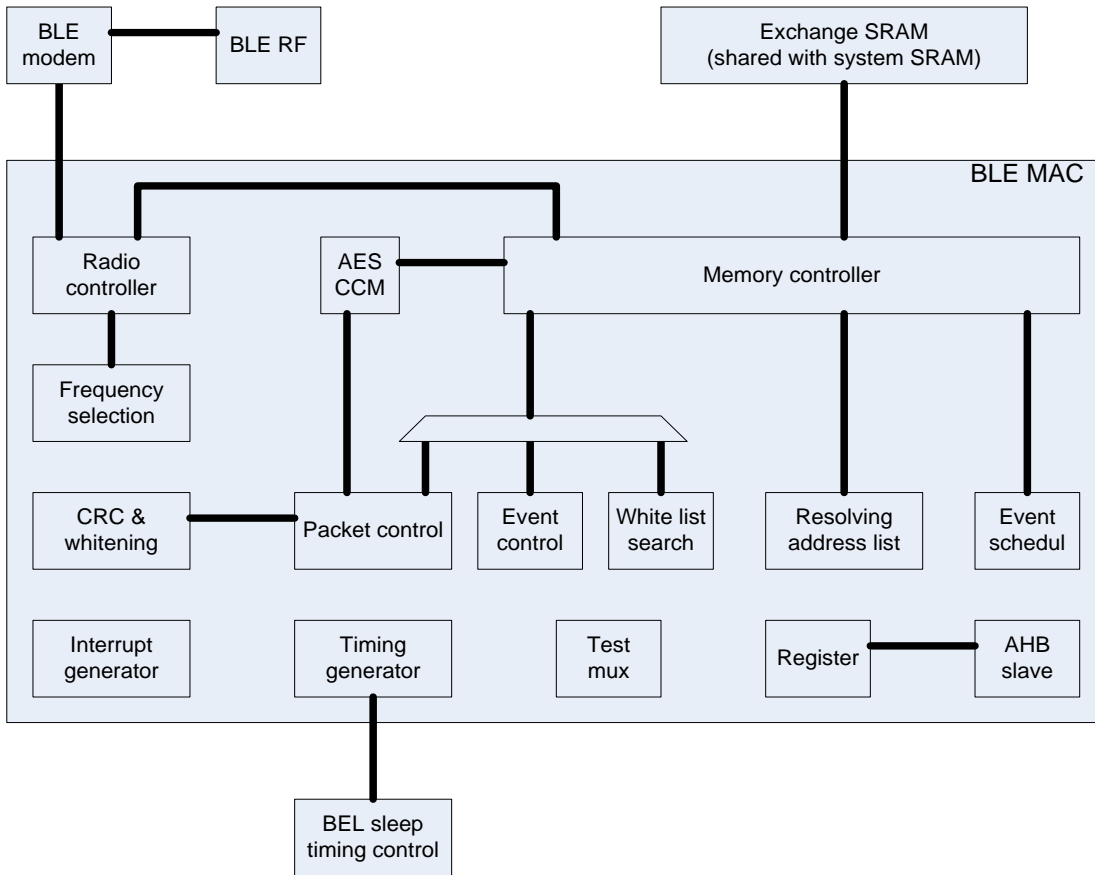 BLE
modem
BLE RF
Exchange SRAM
(shared with system SRAM)
BLE MAC
Radio
controller
AES
CCM
Memory controller
Frequency
selection
CRC &
whitening
Packet control
Event
control
White list
search
Resolving
address list
Event
schedul
Interrupt
generator
Timing
generator
Test
mux
Register
AHB
slave
BEL sleep
timing control